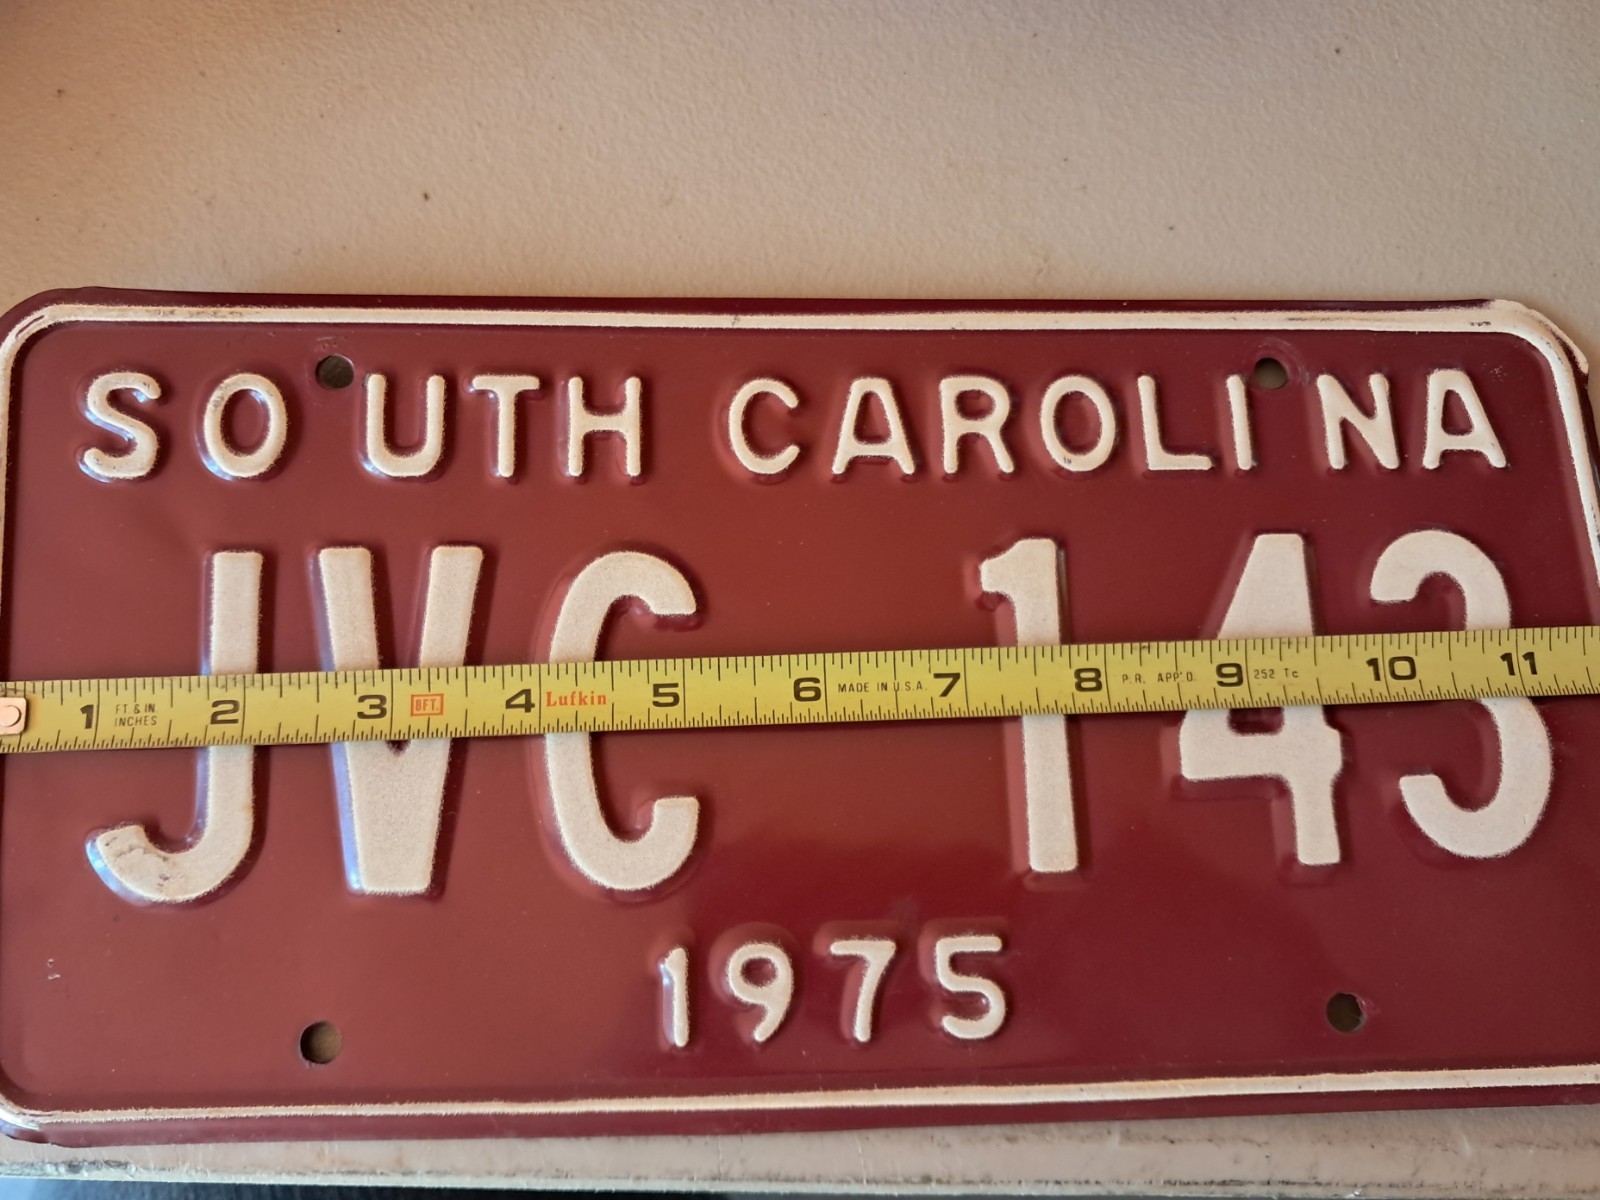 SOUTH CAROLINA
JVC 143
1 FT & IN. INCHES 2 3 8FT. 4 Lufkin 5 6 MADE IN U.S.A. 7 8 P.R. APP'D. 9 252 Tc 10 11
1975